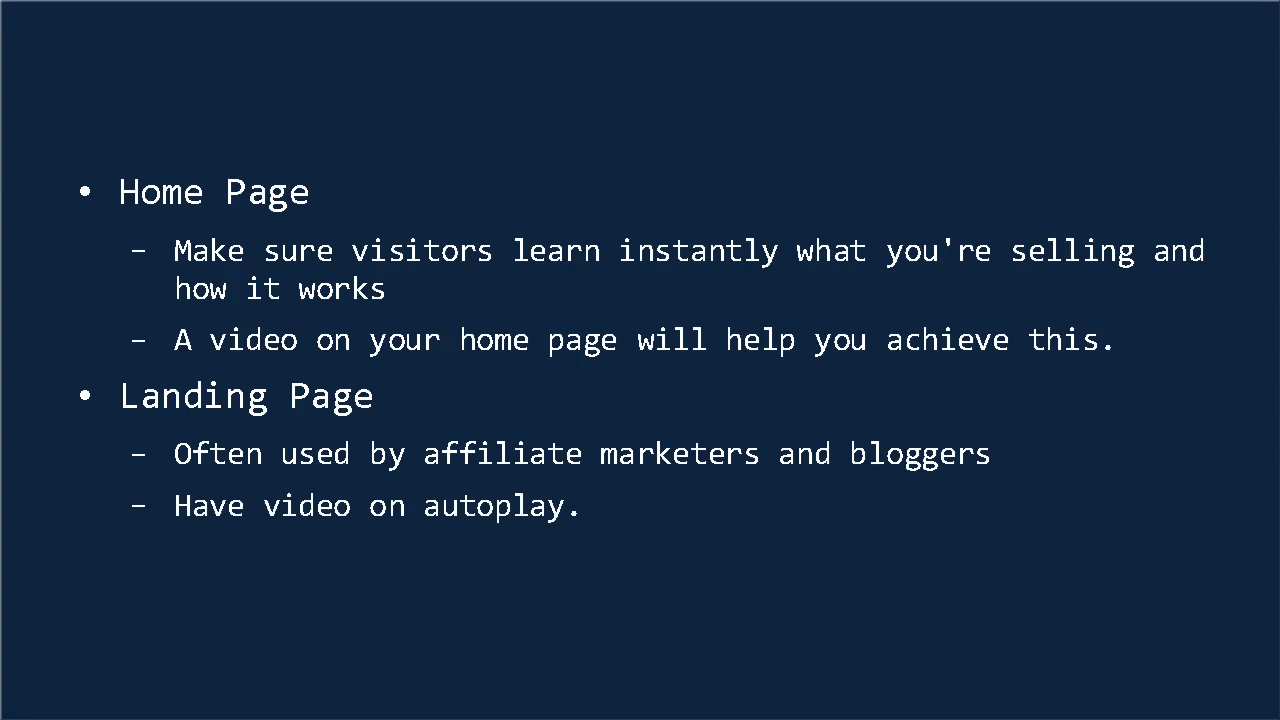 • Home Page
– Make sure visitors learn instantly what you're selling and
how it works
– A video on your home page will help you achieve this.
• Landing Page
– Often used by affiliate marketers and bloggers
– Have video on autoplay.